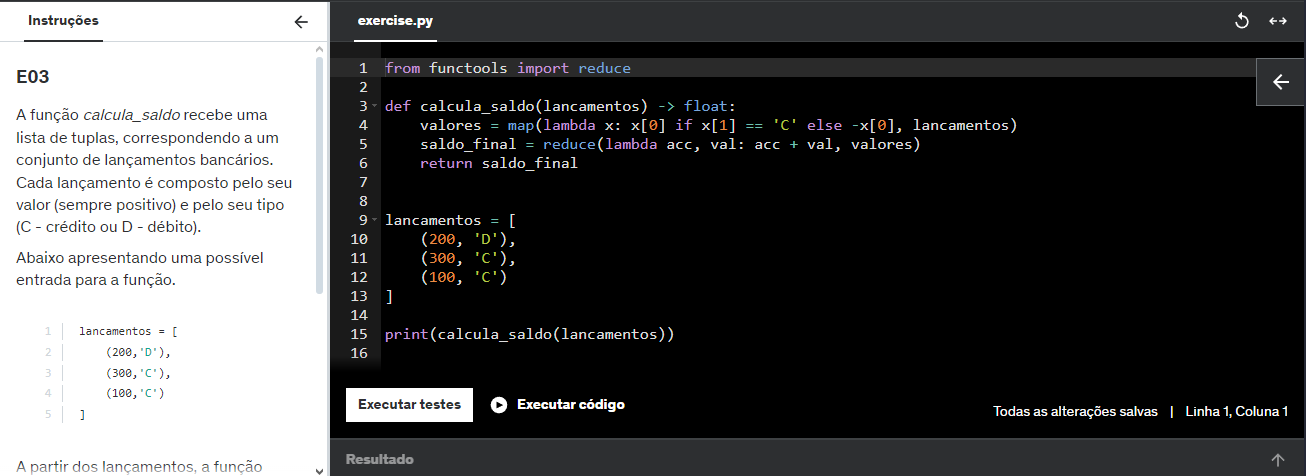 Instruções
E03
A função calcula_saldo recebe uma
lista de tuplas, correspondendo a um
conjunto de lançamentos bancários.
Cada lançamento é composto pelo seu
valor (sempre positivo) e pelo seu tipo
(C - crédito ou D - débito).
Abaixo apresentando uma possível
entrada para a função.
1 lancamentos = [
2     (200,'D'),
3     (300,'C'),
4     (100,'C')
5 ]
A partir dos lançamentos, a função
exercise.py
1 from functools import reduce
2
3 def calcula_saldo(lancamentos) -> float:
4     valores = map(lambda x: x[0] if x[1] == 'C' else -x[0], lancamentos)
5     saldo_final = reduce(lambda acc, val: acc + val, valores)
6     return saldo_final
7
8
9 lancamentos = [
10     (200, 'D'),
11     (300, 'C'),
12     (100, 'C')
13 ]
14
15 print(calcula_saldo(lancamentos))
16
Executar testes Executar código
Todas as alterações salvas | Linha 1, Coluna 1
Resultado